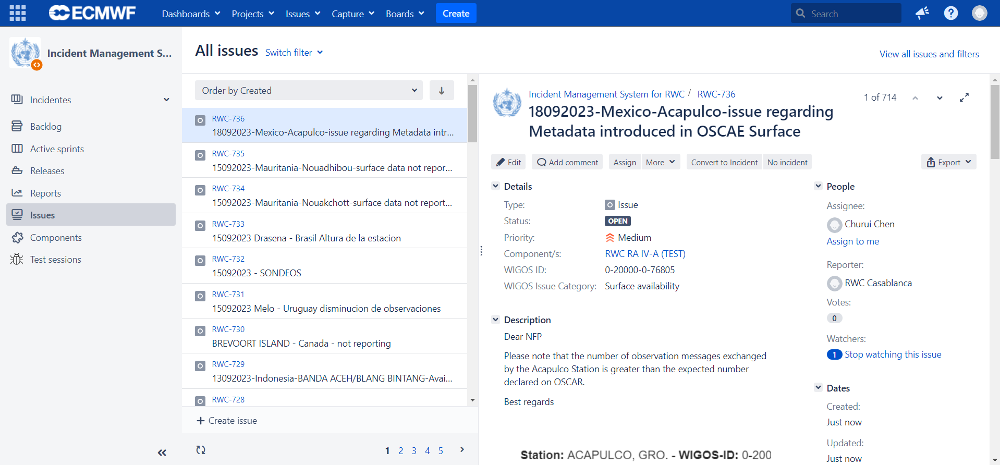 ECMWF
Dashboards Projects Issues Capture Boards Create
Search
Incident Management S...
Incidentes
Backlog
Active sprints
Releases
Reports
Issues
Components
Test sessions
All issues Switch filter
View all issues and filters
Order by Created
RWC-736
18092023-Mexico-Acapulco-issue regarding Metadata intr...
RWC-735
15092023-Mauritania-Nouadhibou-surface data not repor...
RWC-734
15092023-Mauritania-Nouakchott-surface data not report...
RWC-733
15092023 Drasena - Brasil Altura de la estacion
RWC-732
15092023 - SONDEOS
RWC-731
15092023 Melo - Uruguay disminucion de observaciones
RWC-730
BREVOORT ISLAND - Canada - not reporting
RWC-729
13092023-Indonesia-BANDA ACEH/BLANG BINTANG-Avai...
RWC-728
Create issue
1 2 3 4 5
Incident Management System for RWC / RWC-736
1 of 714
18092023-Mexico-Acapulco-issue regarding
Metadata introduced in OSCAE Surface
Edit Add comment Assign More Convert to Incident No incident Export
Details
Type: Issue
Status: OPEN
Priority: Medium
Component/s: RWC RA IV-A (TEST)
WIGOS ID: 0-20000-0-76805
WIGOS Issue Category: Surface availability
Description
Dear NFP
Please note that the number of observation messages exchanged
by the Acapulco Station is greater than the expected number
declared on OSCAR.
Best regards
Station: ACAPULCO, GRO. - WIGOS-ID: 0-200
People
Assignee:
Churui Chen
Assign to me
Reporter:
RWC Casablanca
Votes:
0
Watchers:
1 Stop watching this issue
Dates
Created:
Just now
Updated:
Just now